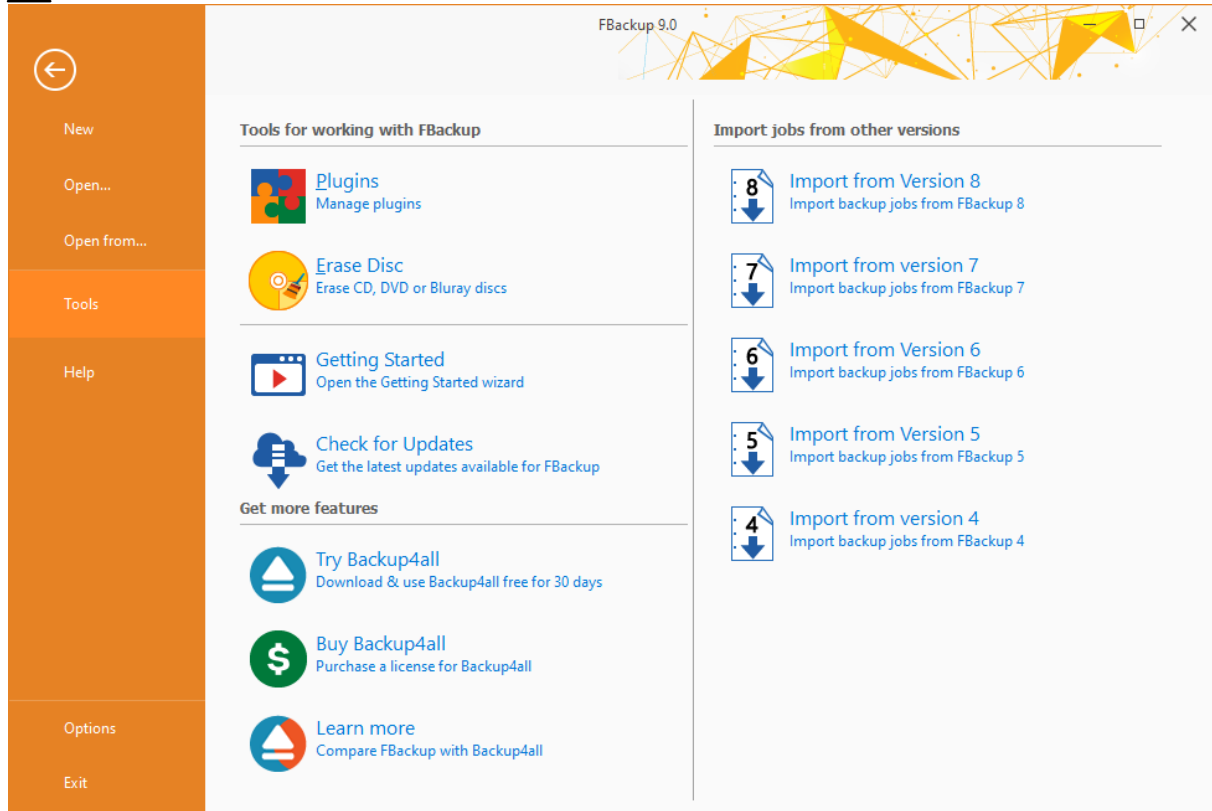 FBackup 9.0
New
Open...
Open from...
Tools
Help
Options
Exit
Tools for working with FBackup
Plugins
Manage plugins
Erase Disc
Erase CD, DVD or Bluray discs
Getting Started
Open the Getting Started wizard
Check for Updates
Get the latest updates available for FBackup
Get more features
Try Backup4all
Download & use Backup4all free for 30 days
$
Buy Backup4all
Purchase a license for Backup4all
Learn more
Compare FBackup with Backup4all
Import jobs from other versions
8
Import from Version 8
Import backup jobs from FBackup 8
7
Import from version 7
Import backup jobs from FBackup 7
6
Import from Version 6
Import backup jobs from FBackup 6
5
Import from Version 5
Import backup jobs from FBackup 5
4
Import from version 4
Import backup jobs from FBackup 4